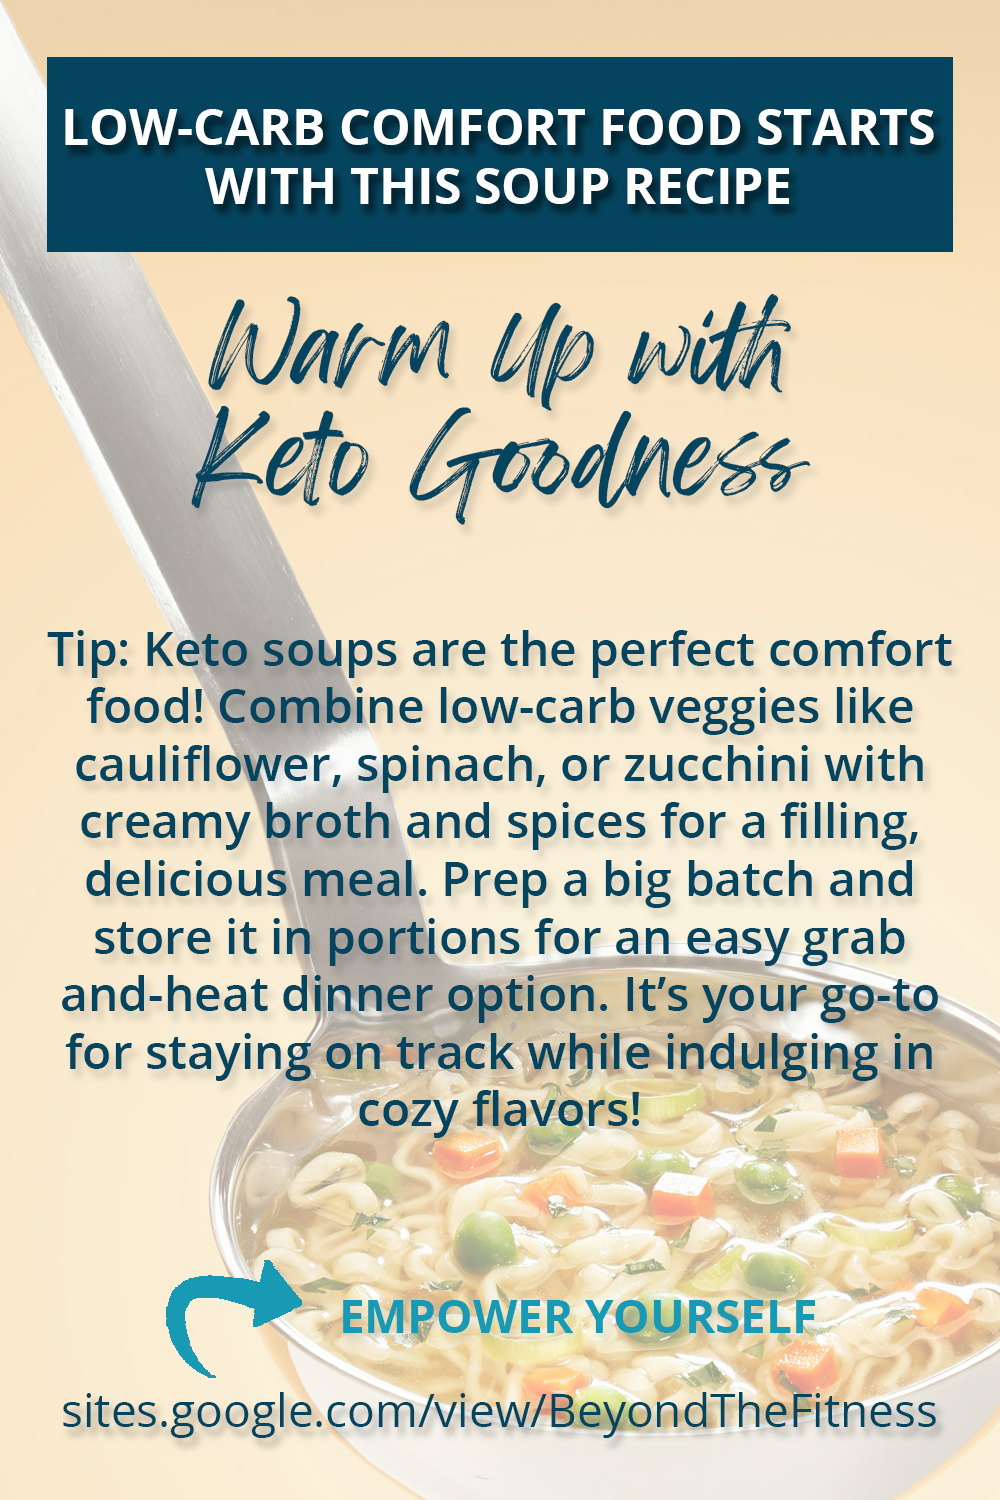 LOW-CARB COMFORT FOOD STARTS
WITH THIS SOUP RECIPE
Warm Up with
Keto Goodness
Tip: Keto soups are the perfect comfort
food! Combine low-carb veggies like
cauliflower, spinach, or zucchini with
creamy broth and spices for a filling,
delicious meal. Prep a big batch and
store it in portions for an easy grab
and-heat dinner option. It’s your go-to
for staying on track while indulging in
cozy flavors!
EMPOWER YOURSELF
sites.google.com/view/BeyondTheFitness